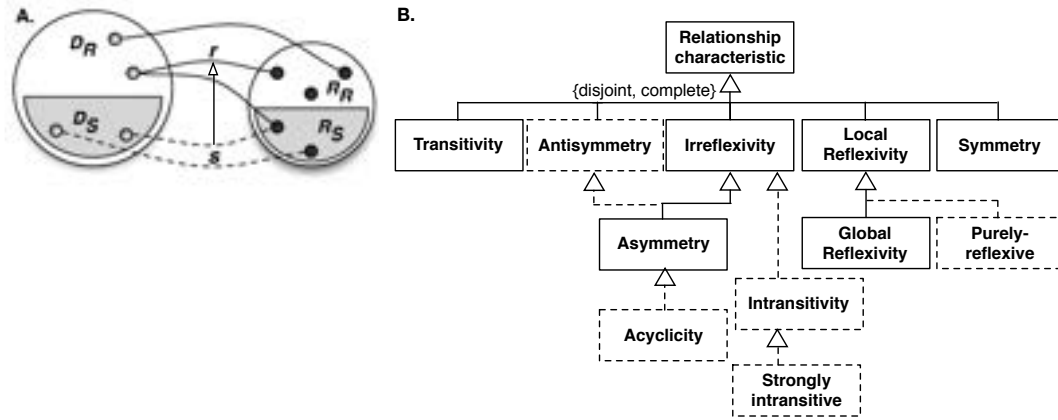 A.
D_R
r
R_R
D_S
R_S
s
B.
Relationship
characteristic
{disjoint, complete}
Transitivity
Antisymmetry
Irreflexivity
Local
Reflexivity
Symmetry
Asymmetry
Global
Reflexivity
Purely-
reflexive
Acyclicity
Intransitivity
Strongly
intransitive